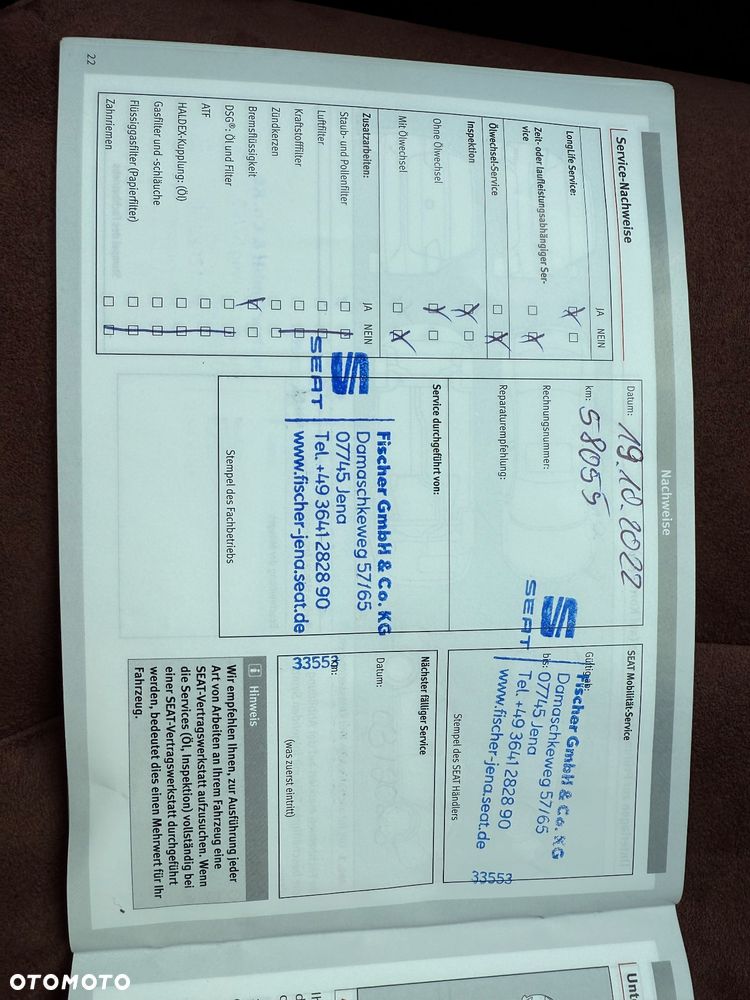 Nachweise
Service-Nachweise
JA NEIN
LongLife Service:
Zeit- oder laufleistungsabhängiger Ser-
vice
Ölwechsel-Service
Inspektion
Ohne Ölwechsel
Mit Ölwechsel
Zusatzarbeiten: JA NEIN
Staub- und Pollenfilter
Luftfilter
Kraftstofffilter
Zündkerzen
Bremsflüssigkeit
DSG®: Öl und Filter
ATF
HALDEX-Kupplung: (Öl)
Gasfilter und -schläuche
Flüssiggasfilter (Papierfilter)
Zahnriemen
Datum: 19.10.2022
km: 58055
Rechnungsnummer:
Reparaturempfehlung:
Service durchgeführt von:
SEAT
Fischer GmbH & Co. KG
Damaschkeweg 57/65
07745 Jena
Tel. +49 3641 2828 90
www.fischer-jena.seat.de
33553
Stempel des Fachbetriebs
SEAT Mobilität-Service
Gültig ab:
bis:
SEAT
Fischer GmbH & Co. KG
Damaschkeweg 57/65
07745 Jena
Tel. +49 3641 2828 90
www.fischer-jena.seat.de
33553
Stempel des SEAT Händlers
Nächster fälliger Service
Datum:
km:
(was zuerst eintritt)
i Hinweis
Wir empfehlen Ihnen, zur Ausführung jeder
Art von Arbeiten an Ihrem Fahrzeug eine
SEAT-Vertragswerkstatt aufzusuchen. Wenn
die Services (Öl, Inspektion) vollständig bei
einer SEAT-Vertragswerkstatt durchgeführt
werden, bedeutet dies einen Mehrwert für Ihr
Fahrzeug.
22
OTOMOTO